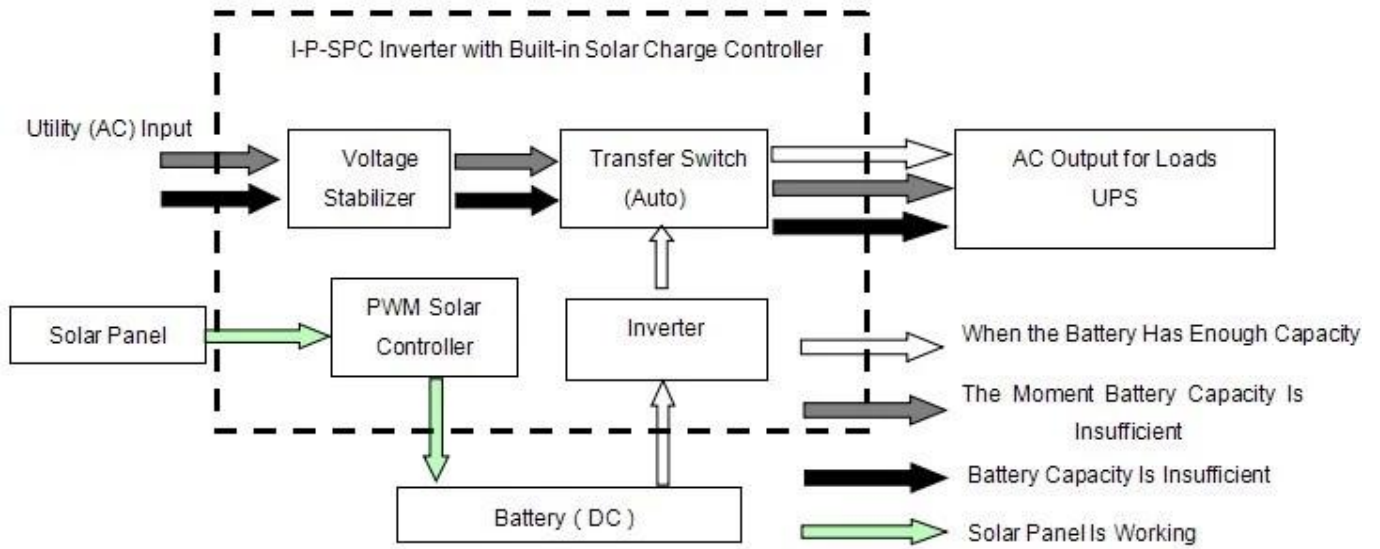 I-P-SPC Inverter with Built-in Solar Charge Controller
Utility (AC) Input
Voltage
Stabilizer
Transfer Switch
(Auto)
AC Output for Loads
UPS
Solar Panel
PWM Solar
Controller
Inverter
Battery ( DC )
When the Battery Has Enough Capacity
The Moment Battery Capacity Is
Insufficient
Battery Capacity Is Insufficient
Solar Panel Is Working